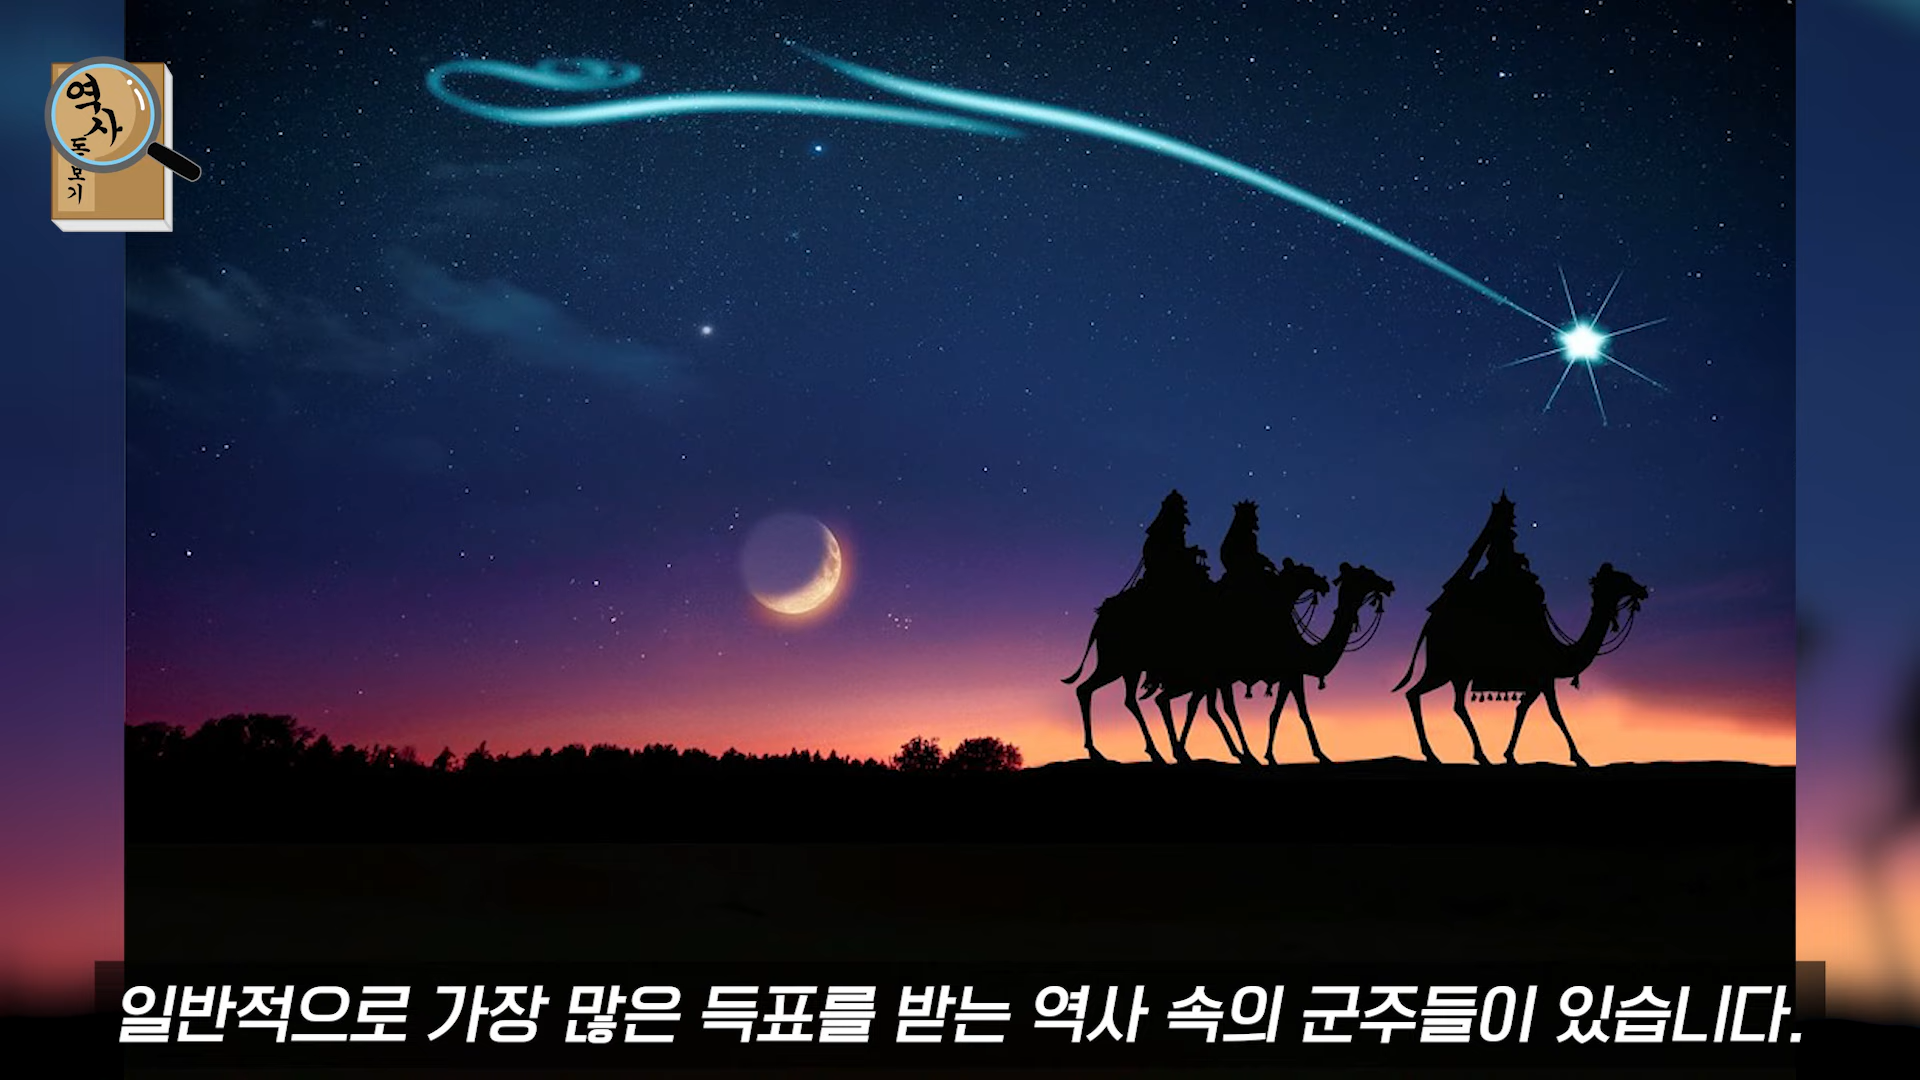 역사
돋보기
일반적으로 가장 많은 득표를 받는 역사 속의 군주들이 있습니다.